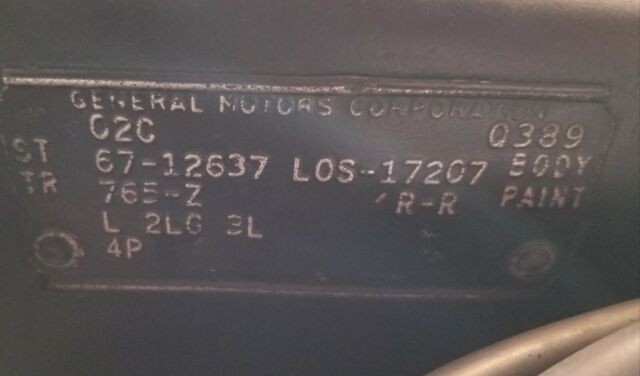 GENERAL MOTORS CORPORATION
02C Q389
ST 67-12637 LOS-17207 BODY
TR 765-Z R-R PAINT
L 2LG 3L
4P